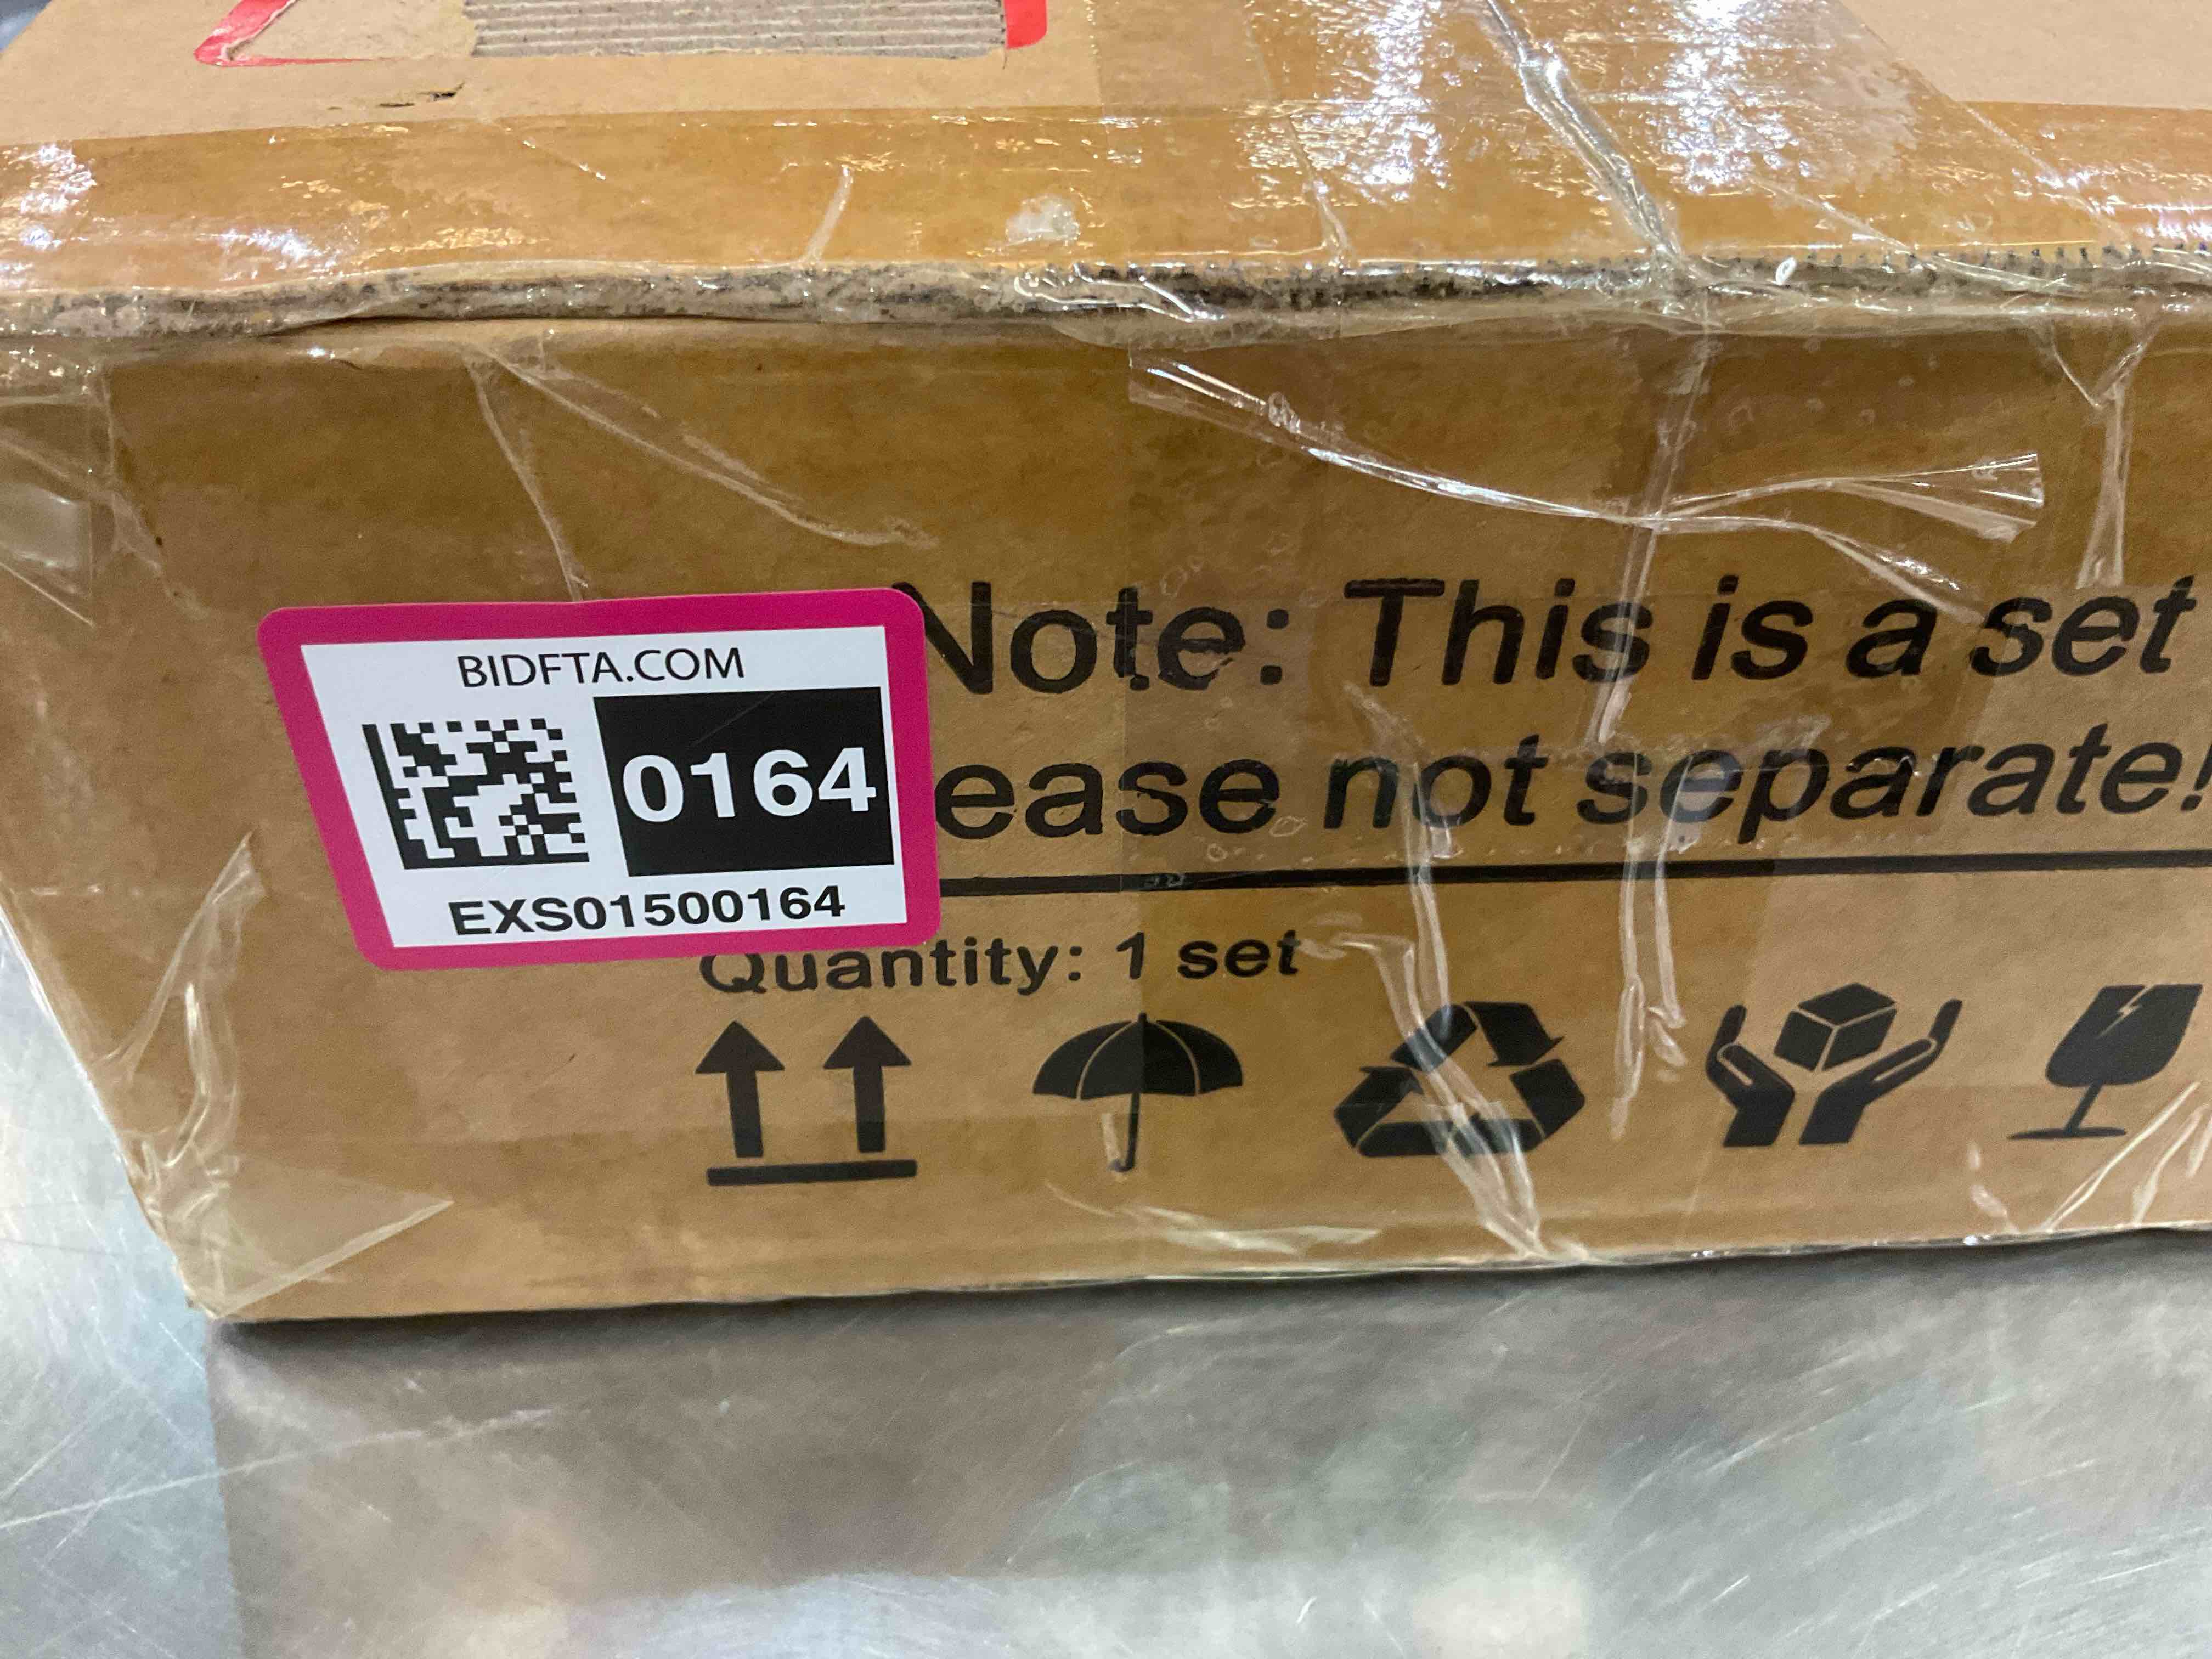 BIDFTA.COM
0164
EXS01500164
Note: This is a set
ease not separate!
Quantity: 1 set